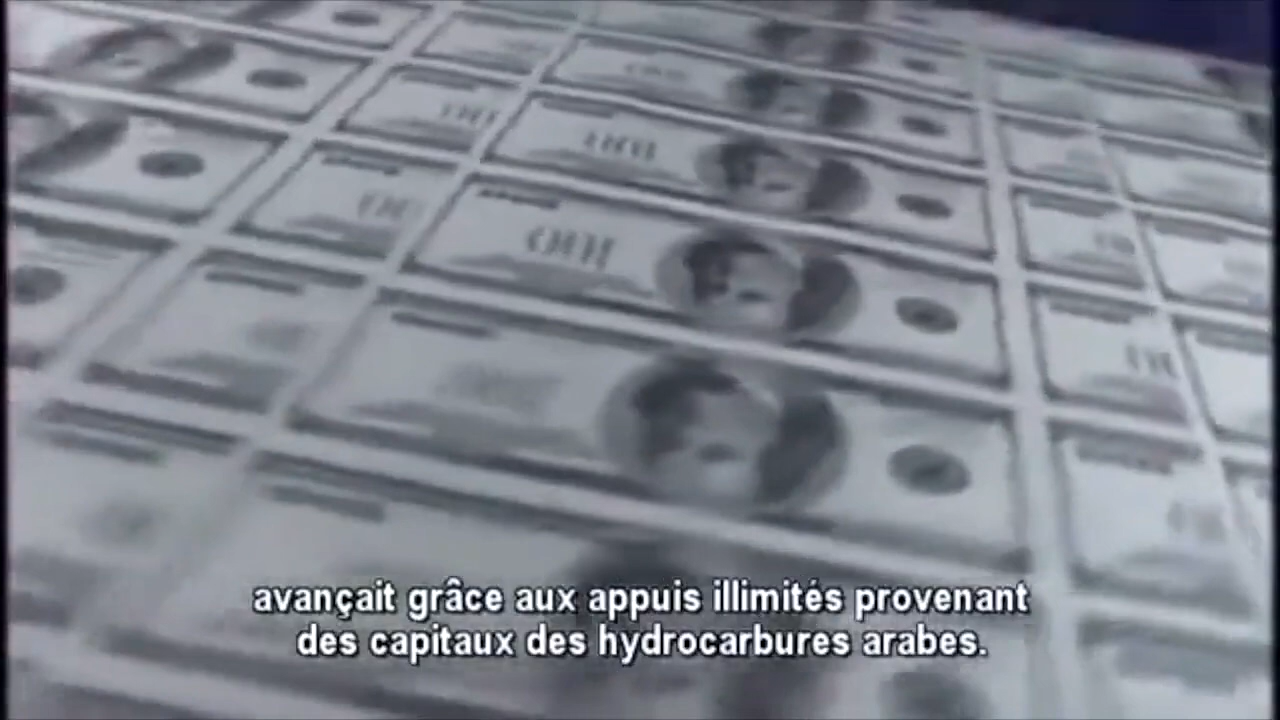 avançait grâce aux appuis illimités provenant
des capitaux des hydrocarbures arabes.